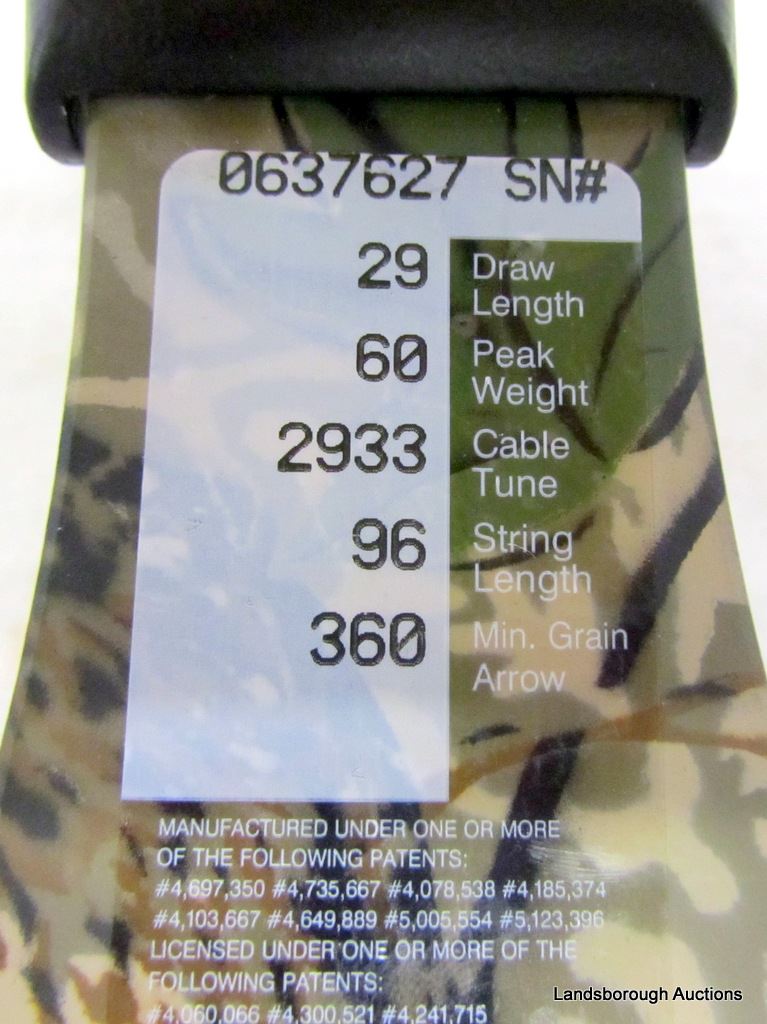 0637627 SN#
29 Draw
Length
60 Peak
Weight
2933 Cable
Tune
96 String
Length
360 Min. Grain
Arrow
MANUFACTURED UNDER ONE OR MORE
OF THE FOLLOWING PATENTS:
#4,697,350 #4,735,667 #4,078,538 #4,185,374
#4,103,667 #4,649,889 #5,005,554 #5,123,396
LICENSED UNDER ONE OR MORE OF THE
FOLLOWING PATENTS:
#4,060,066 #4,300,521 #4,241,715
Landsborough Auctions